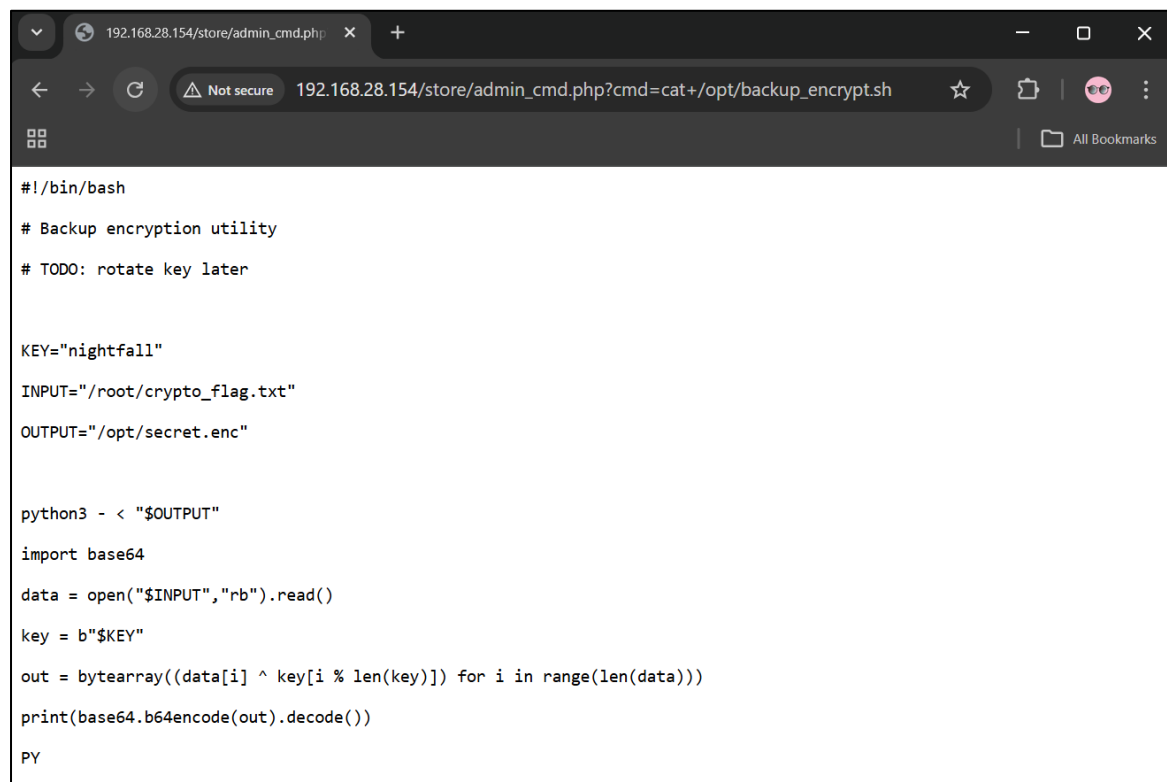 192.168.28.154/store/admin_cmd.php
Not secure 192.168.28.154/store/admin_cmd.php?cmd=cat+/opt/backup_encrypt.sh
All Bookmarks
#!/bin/bash
# Backup encryption utility
# TODO: rotate key later
KEY="nightfall"
INPUT="/root/crypto_flag.txt"
OUTPUT="/opt/secret.enc"
python3 - < "$OUTPUT"
import base64
data = open("$INPUT","rb").read()
key = b"$KEY"
out = bytearray((data[i] ^ key[i % len(key)]) for i in range(len(data)))
print(base64.b64encode(out).decode())
PY